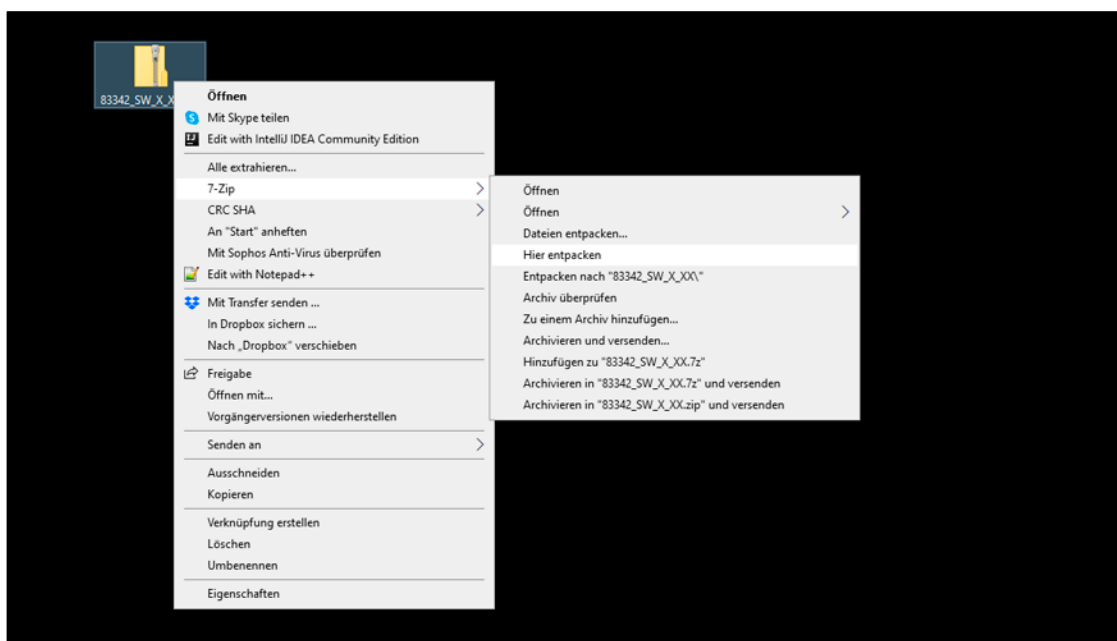 83342_SW_X_X
Öffnen
Mit Skype teilen
Edit with IntelliJ IDEA Community Edition
Alle extrahieren...
7-Zip
CRC SHA
An "Start" anheften
Mit Sophos Anti-Virus überprüfen
Edit with Notepad++
Mit Transfer senden ...
In Dropbox sichern ...
Nach „Dropbox" verschieben
Freigabe
Öffnen mit...
Vorgängerversionen wiederherstellen
Senden an
Ausschneiden
Kopieren
Verknüpfung erstellen
Löschen
Umbenennen
Eigenschaften
Öffnen
Öffnen
Dateien entpacken...
Hier entpacken
Entpacken nach "83342_SW_X_XX\"
Archiv überprüfen
Zu einem Archiv hinzufügen...
Archivieren und versenden...
Hinzufügen zu "83342_SW_X_XX.7z"
Archivieren in "83342_SW_X_XX.7z" und versenden
Archivieren in "83342_SW_X_XX.zip" und versenden